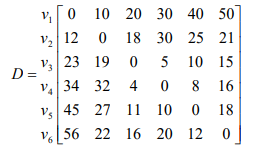 v1 0 10 20 30 40 50
v2 12 0 18 30 25 21
D = v3 23 19 0 5 10 15
v4 34 32 4 0 8 16
v5 45 27 11 10 0 18
v6 56 22 16 20 12 0